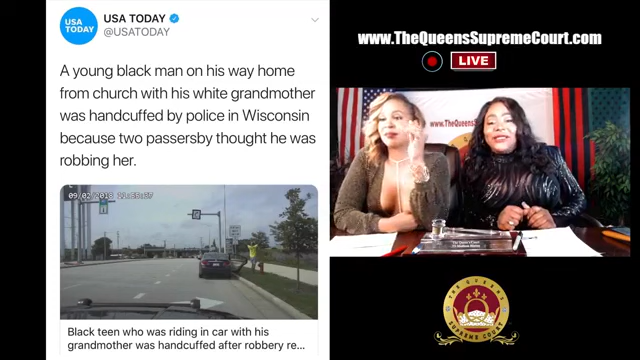 USA TODAY
@USATODAY
USA
TODAY
A young black man on his way home
from church with his white grandmother
was handcuffed by police in Wisconsin
because two passersby thought he was
robbing her.
09/02/2018
Black teen who was riding in car with his
grandmother was handcuffed after robbery re...
www.TheQueensSupremeCourt.com
LIVE
THE QUEENS
SUPREME COURT